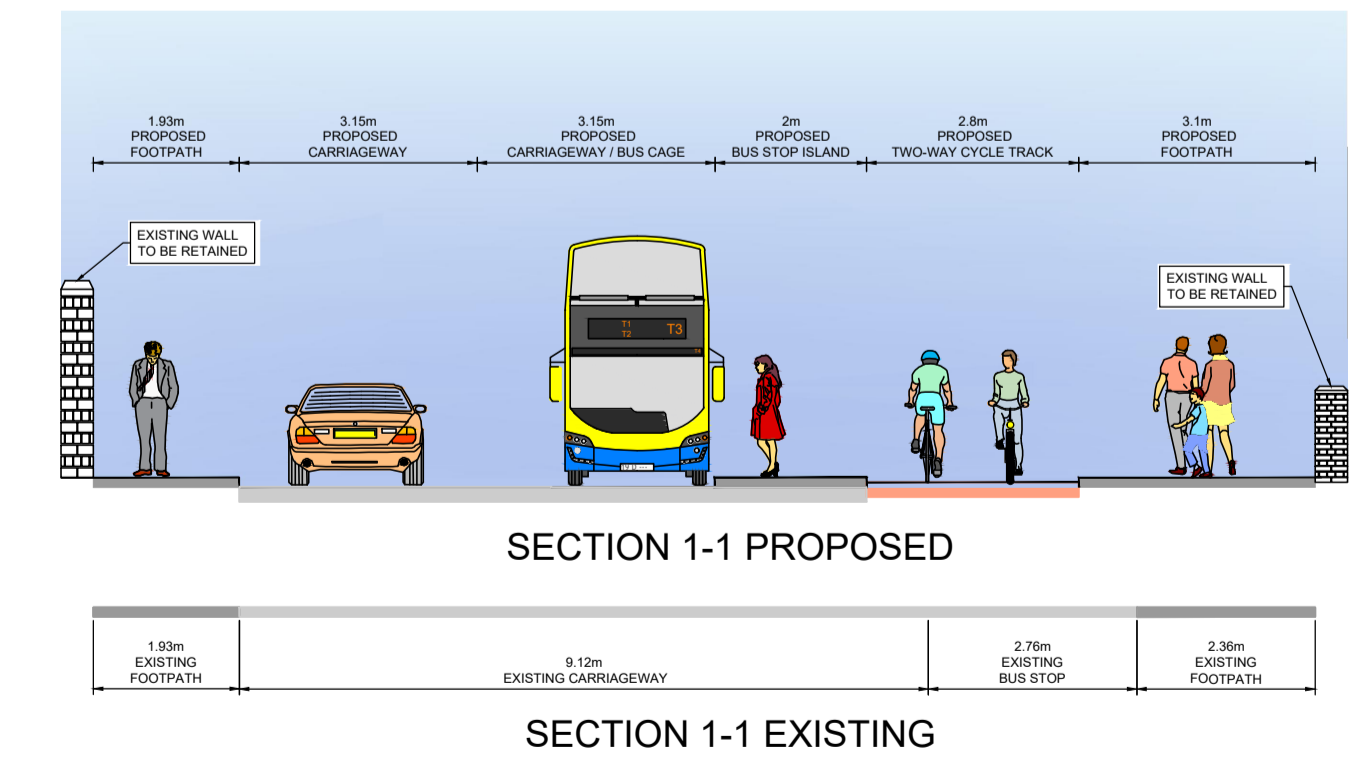 1.93m
PROPOSED
FOOTPATH
3.15m
PROPOSED
CARRIAGEWAY
3.15m
PROPOSED
CARRIAGEWAY / BUS CAGE
2m
PROPOSED
BUS STOP ISLAND
2.8m
PROPOSED
TWO-WAY CYCLE TRACK
3.1m
PROPOSED
FOOTPATH
EXISTING WALL
TO BE RETAINED
EXISTING WALL
TO BE RETAINED
T1
T2
T3
SECTION 1-1 PROPOSED
1.93m
EXISTING
FOOTPATH
9.12m
EXISTING CARRIAGEWAY
2.76m
EXISTING
BUS STOP
2.36m
EXISTING
FOOTPATH
SECTION 1-1 EXISTING